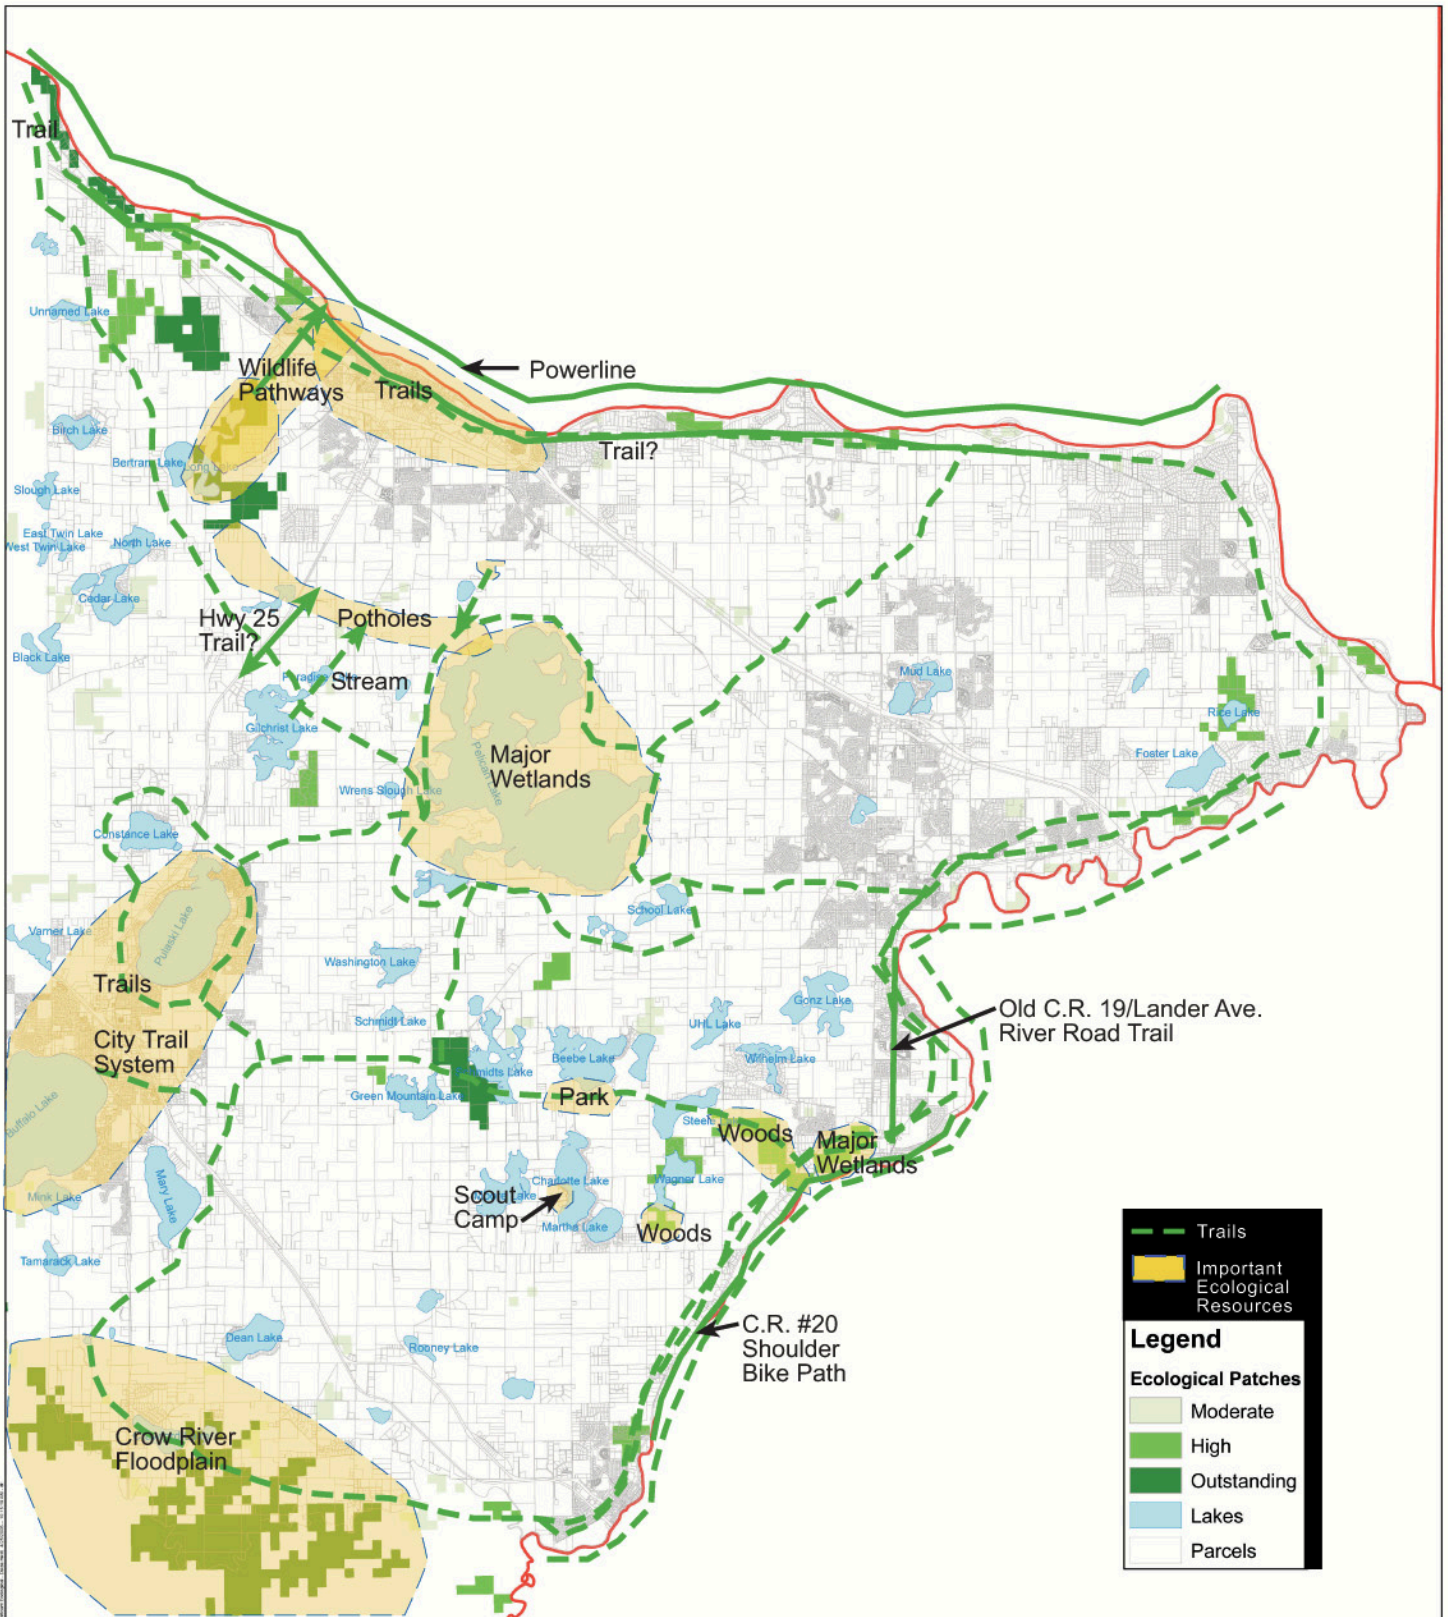 Trail
Unnamed Lake
Wildlife
Pathways
Trails
Powerline
Birch Lake
Trail?
Bertram Lake
Long Lake
Slough Lake
East Twin Lake
West Twin Lake
North Lake
Cedar Lake
Hwy 25
Trail?
Potholes
Black Lake
Stream
Mud Lake
Gilchrist Lake
Rice Lake
Major
Wetlands
Pelican Lake
Foster Lake
Wrens Slough Lake
Constance Lake
School Lake
Varner Lake
Pulaski Lake
Washington Lake
Trails
Gonz Lake
Old C.R. 19/Lander Ave.
River Road Trail
Schmidt Lake
UHL Lake
City Trail
System
Beebe Lake
Wilhelm Lake
Green Mountain Lake
Park
Buffalo Lake
Steele
Woods
Major
Wetlands
Mary Lake
Charlotte Lake
Wagner Lake
Mink Lake
Scout
Camp
Martha Lake
Woods
Tamarack Lake
Trails
Important
Ecological
Resources
Dean Lake
Rooney Lake
C.R. #20
Shoulder
Bike Path
Legend
Ecological Patches
Moderate
High
Outstanding
Lakes
Parcels
Crow River
Floodplain